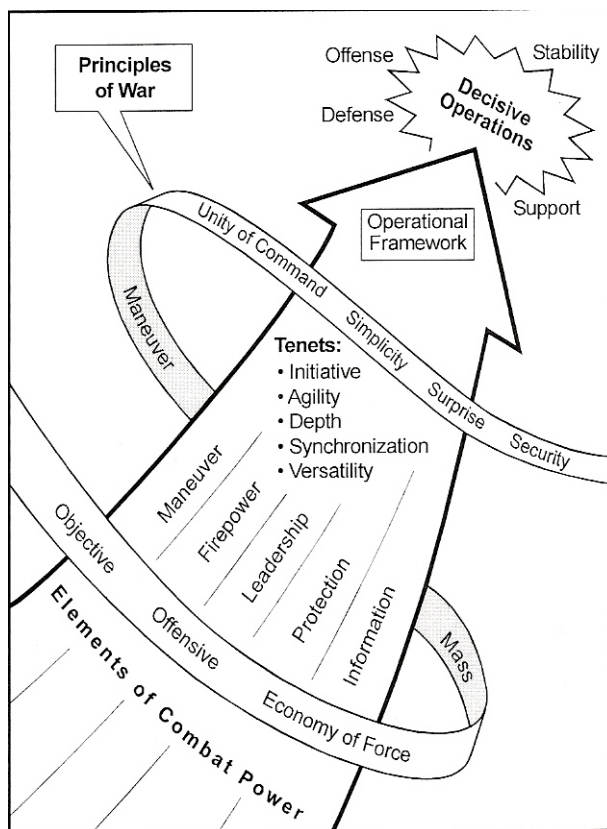 Principles
of War
Offense
Stability
Decisive
Operations
Defense
Support
Operational
Framework
Unity of Command
Simplicity
Surprise
Security
Maneuver
Tenets:
• Initiative
• Agility
• Depth
• Synchronization
• Versatility
Maneuver
Firepower
Leadership
Protection
Information
Objective
Offensive
Economy of Force
Mass
Elements of Combat Power